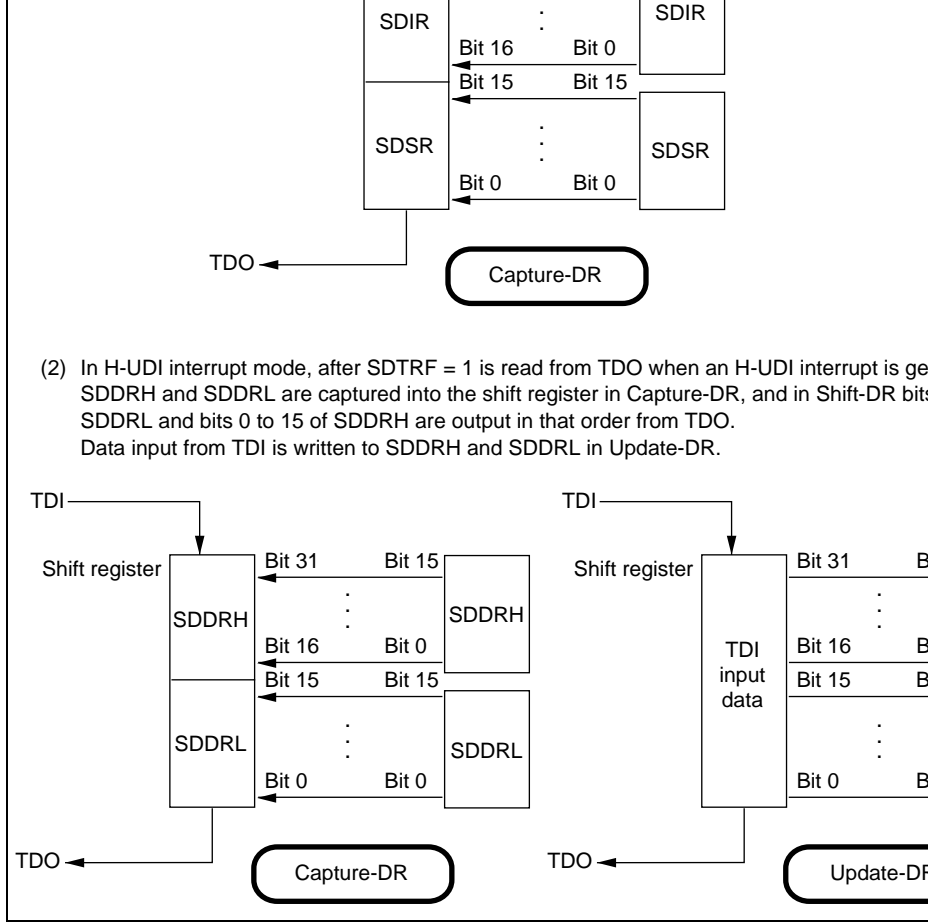 SDIR
SDIR
Bit 16 Bit 0
Bit 15 Bit 15
SDSR
SDSR
Bit 0 Bit 0
TDO
Capture-DR
(2) In H-UDI interrupt mode, after SDTRF = 1 is read from TDO when an H-UDI interrupt is ge
SDDRH and SDDRL are captured into the shift register in Capture-DR, and in Shift-DR bits
SDDRL and bits 0 to 15 of SDDRH are output in that order from TDO.
Data input from TDI is written to SDDRH and SDDRL in Update-DR.
TDI
Shift register
Bit 31 Bit 15
SDDRH
SDDRH
Bit 16 Bit 0
Bit 15 Bit 15
SDDRL
SDDRL
Bit 0 Bit 0
TDO
Capture-DR
TDI
Shift register
Bit 31 B
TDI
input
data
Bit 16 B
Bit 15 B
Bit 0 B
TDO
Update-DR